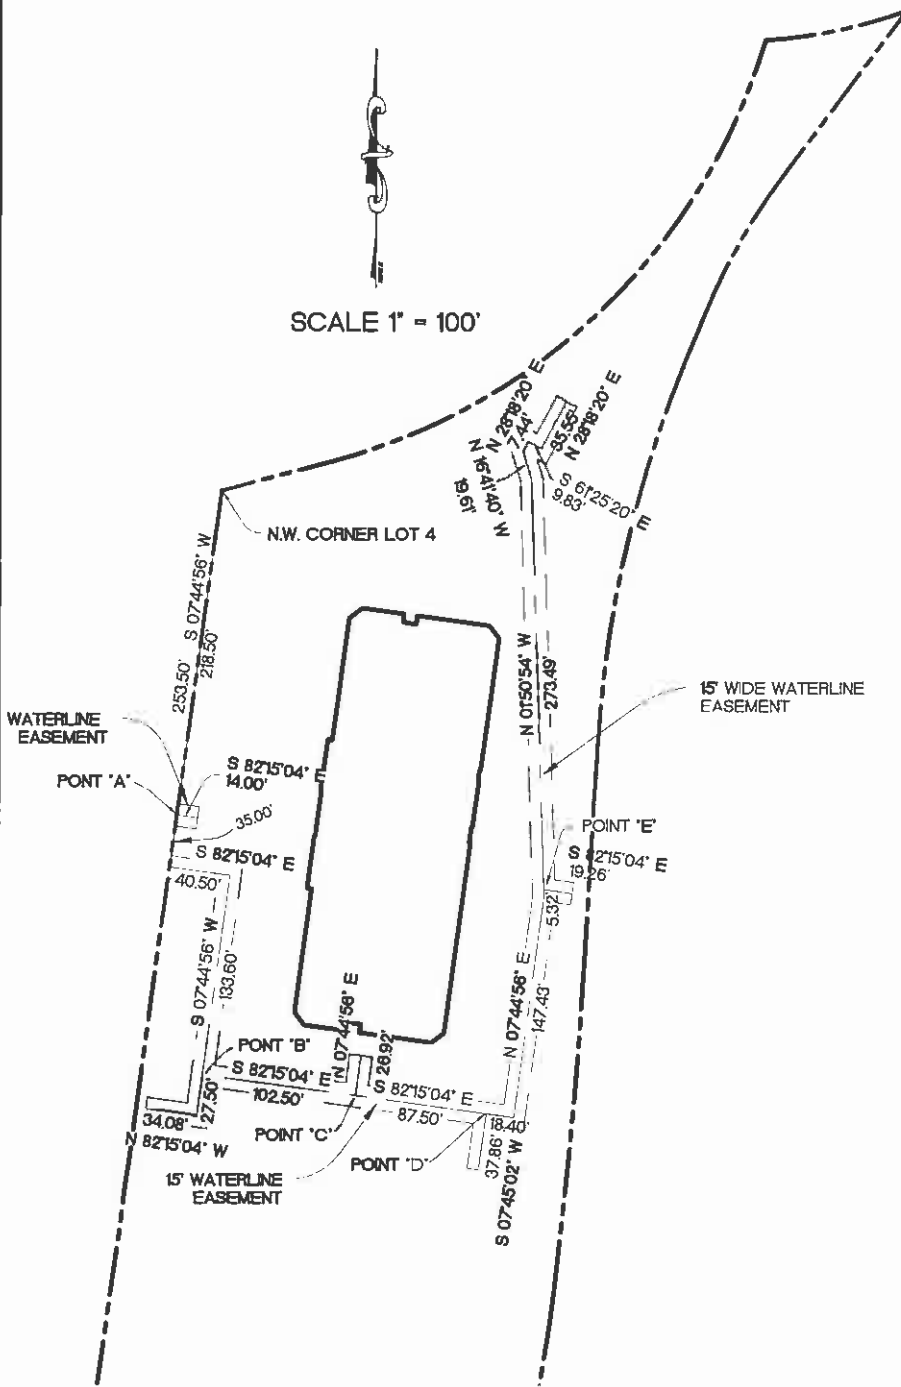 SCALE 1" = 100'
N 28°18'20" E
7.44'
35.55'
N 28°18'20" E
N 16°41'40" W
19.61'
S 61°25'20" E
9.83'
N.W. CORNER LOT 4
S 07°44'56" W
253.50'
218.50'
N 01°50'54" W
273.49'
15' WIDE WATERLINE
EASEMENT
WATERLINE
EASEMENT
S 82°15'04" E
14.00'
PONT "A"
35.00'
POINT "E"
S 82°15'04" E
40.50'
S 82°15'04" E
19.26'
5.32'
S 07°44'56" W
133.60'
N 07°44'56" E
147.43'
N 07°44'56" E
26.92'
PONT "B"
S 82°15'04" E
102.50'
S 82°15'04" E
87.50'
27.50'
34.08'
N 82°15'04" W
18.40'
POINT "C"
POINT "D"
37.86'
S 07°45'02" W
15' WATERLINE
EASEMENT